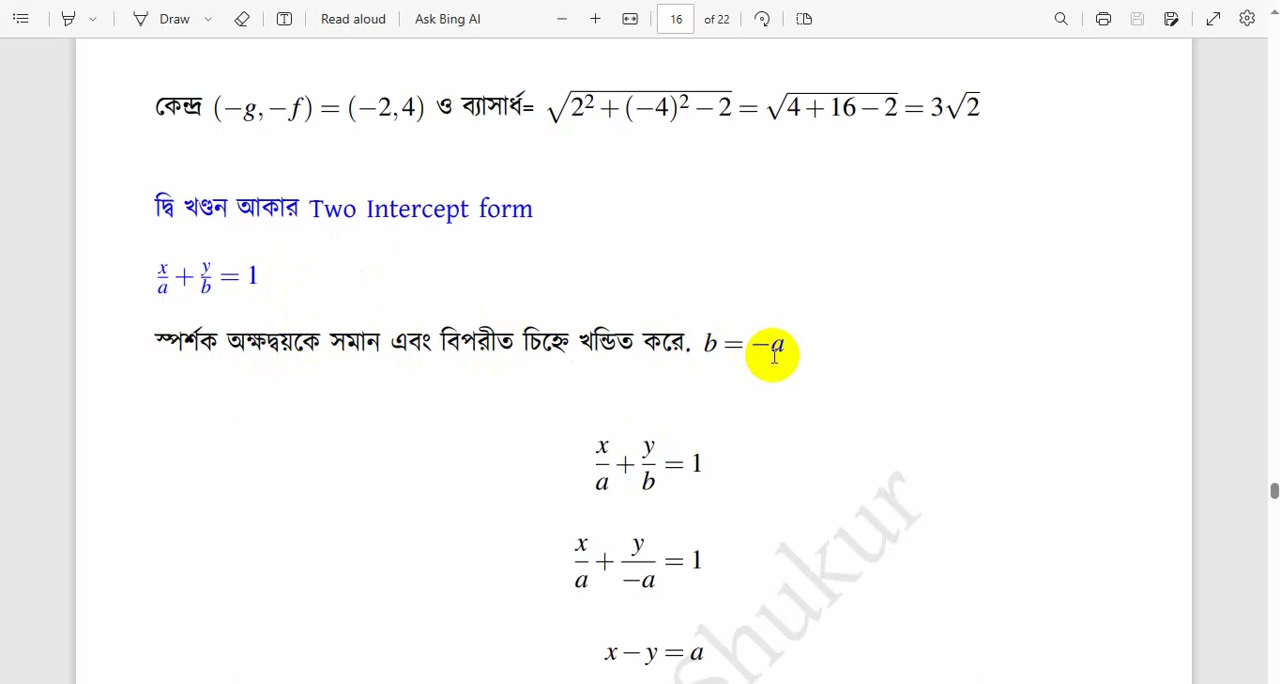 Draw Read aloud Ask Bing AI 16 of 22
কেন্দ্র (−g,−f) = (−2,4) ও ব্যাসার্ধ= √(2² + (−4)² − 2) = √(4 + 16 − 2) = 3√2
দ্বি খণ্ডন আকার Two Intercept form
x/a + y/b = 1
স্পর্শক অক্ষদ্বয়কে সমান এবং বিপরীত চিহ্নে খন্ডিত করে. b = −a
x/a + y/b = 1
x/a + y/−a = 1
x − y = a
Shukur